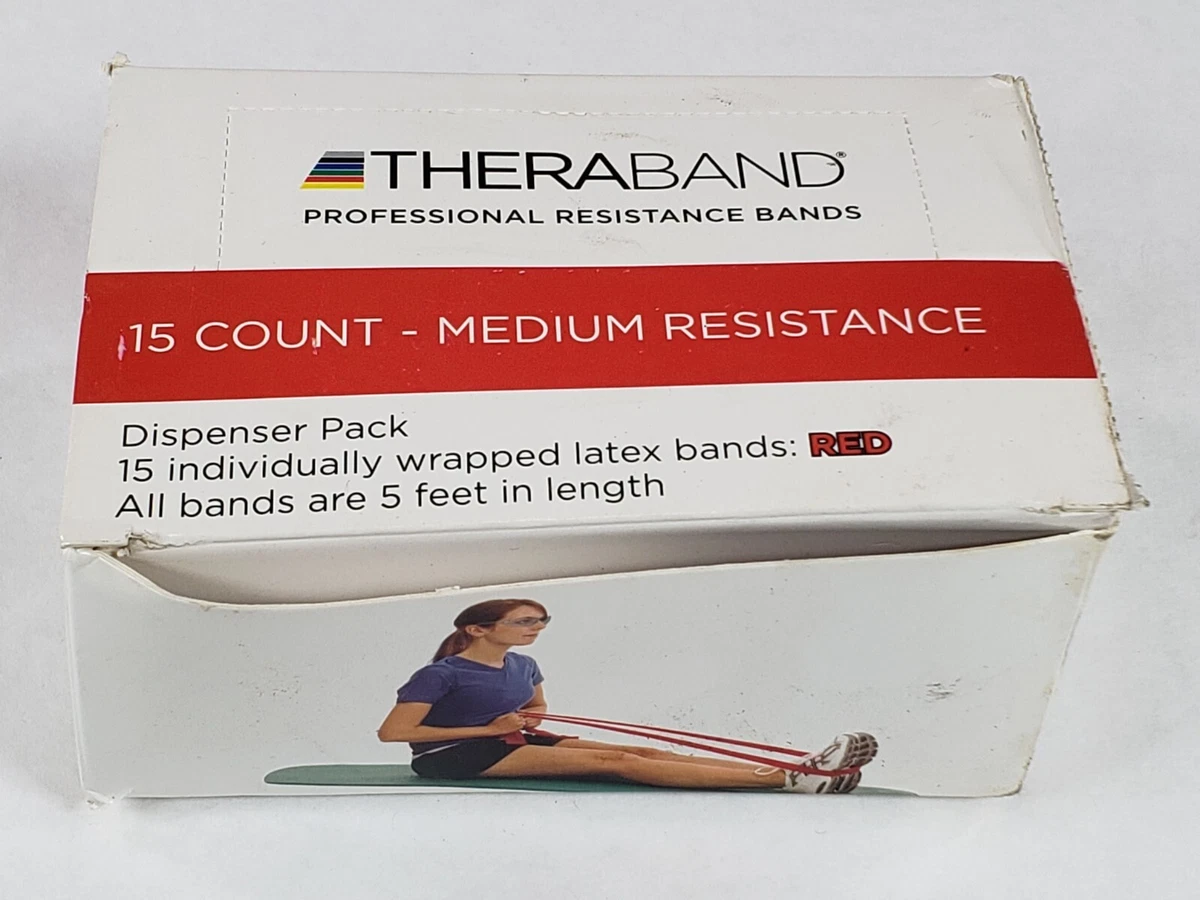 THERABAND®
PROFESSIONAL RESISTANCE BANDS
15 COUNT - MEDIUM RESISTANCE
Dispenser Pack
15 individually wrapped latex bands: RED
All bands are 5 feet in length